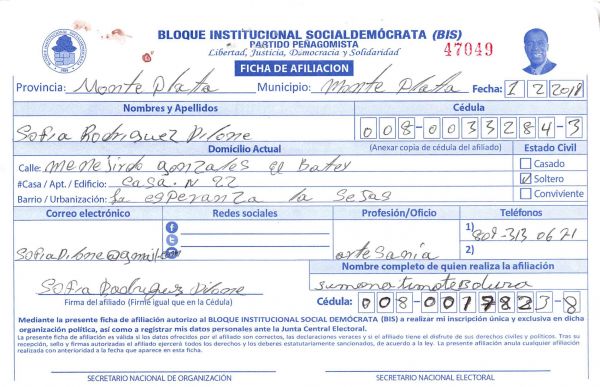 BLOQUE INSTITUCIONAL SOCIALDEMÓCRATA (BIS)
PARTIDO PEÑAGOMISTA
Libertad, Justicia, Democracia y Solidaridad
47049
FICHA DE AFILIACION
Provincia: Monte Plata Municipio: Monte Plata Fecha: 1 2 2018
Nombres y Apellidos Cédula
Sofia Rodriguez Pilone 008-0033284-3
Domicilio Actual (Anexar copia de cédula del afiliado) Estado Civil
Calle: gonzales el Batey Casado
#Casa / Apt. / Edificio: casa. N 22 Soltero
Barrio / Urbanización: la esperanza la Conviviente
Correo electrónico Redes sociales Profesión/Oficio Teléfonos
1) 809-313 0671
2)
artesanía
Nombre completo de quien realiza la afiliación
Sofia Rodriguez Pilone
Firma del afiliado (Firme igual que en la Cédula) Cédula: 008-0017823-8
Mediante la presente ficha de afiliación autorizo al BLOQUE INSTITUCIONAL SOCIAL DEMÓCRATA (BIS) a realizar mi inscripción única y exclusiva en dicha
organización política, así como a registrar mis datos personales ante la Junta Central Electoral.
La presente ficha de afiliación es válida si los datos ofrecidos por el afiliado son correctos, las declaraciones veraces y si el afiliado tiene el disfrute de sus derechos civiles y políticos. Tras su
recepción, sello y firmas autorizadas el afiliado ejercerá todos los derechos y los deberes estatutariamente sancionados, de acuerdo a la ley. La presente afiliación anula cualquier afiliación
realizada con anterioridad a la fecha que aparece en esta ficha.
SECRETARIO NACIONAL DE ORGANIZACIÓN SECRETARIO NACIONAL ELECTORAL